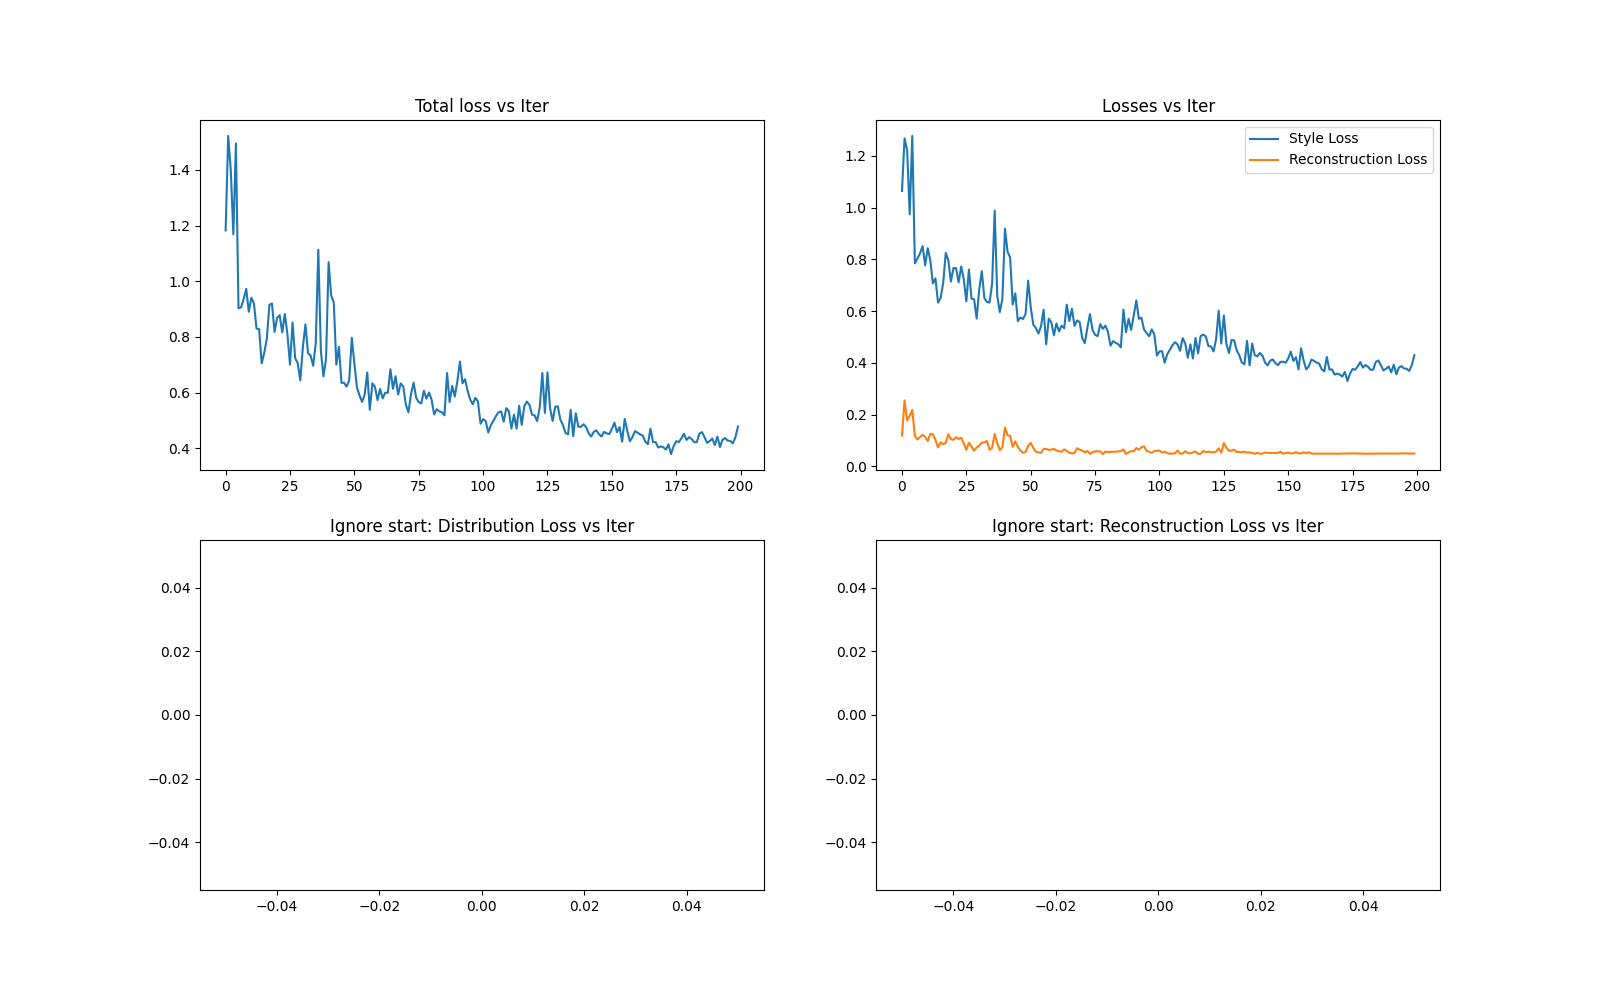 Total loss vs Iter
1.4
1.2
1.0
0.8
0.6
0.4
0 25 50 75 100 125 150 175 200
Losses vs Iter
Style Loss
Reconstruction Loss
1.2
1.0
0.8
0.6
0.4
0.2
0.0
0 25 50 75 100 125 150 175 200
Ignore start: Distribution Loss vs Iter
0.04
0.02
0.00
−0.02
−0.04
−0.04 −0.02 0.00 0.02 0.04
Ignore start: Reconstruction Loss vs Iter
0.04
0.02
0.00
−0.02
−0.04
−0.04 −0.02 0.00 0.02 0.04